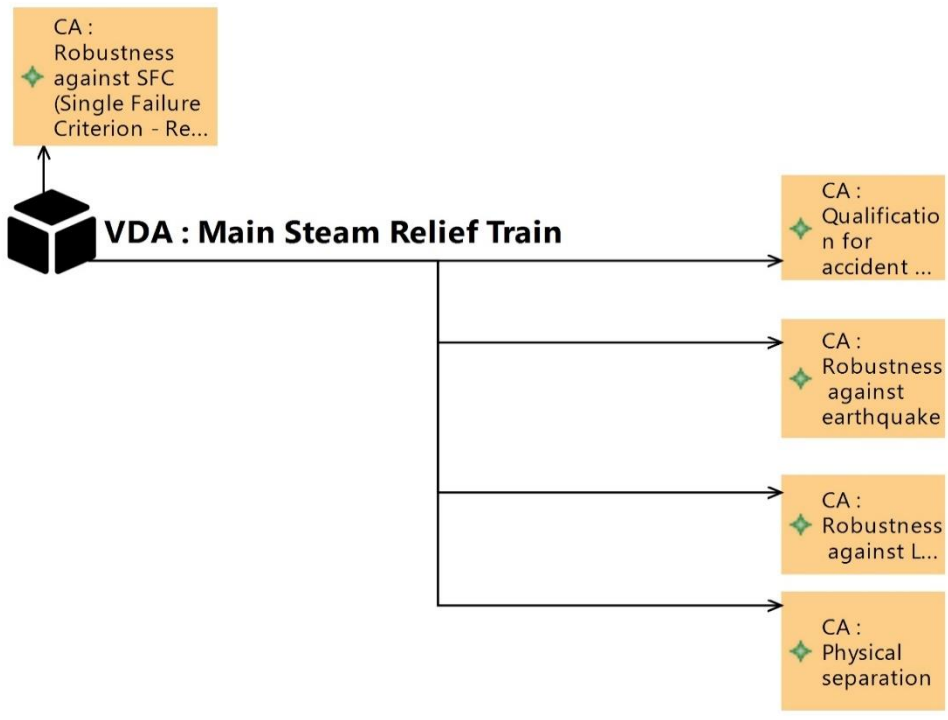 CA :
Robustness
against SFC
(Single Failure
Criterion - Re...
VDA : Main Steam Relief Train
CA :
Qualificatio
n for
accident ...
CA :
Robustness
against
earthquake
CA :
Robustness
against L...
CA :
Physical
separation